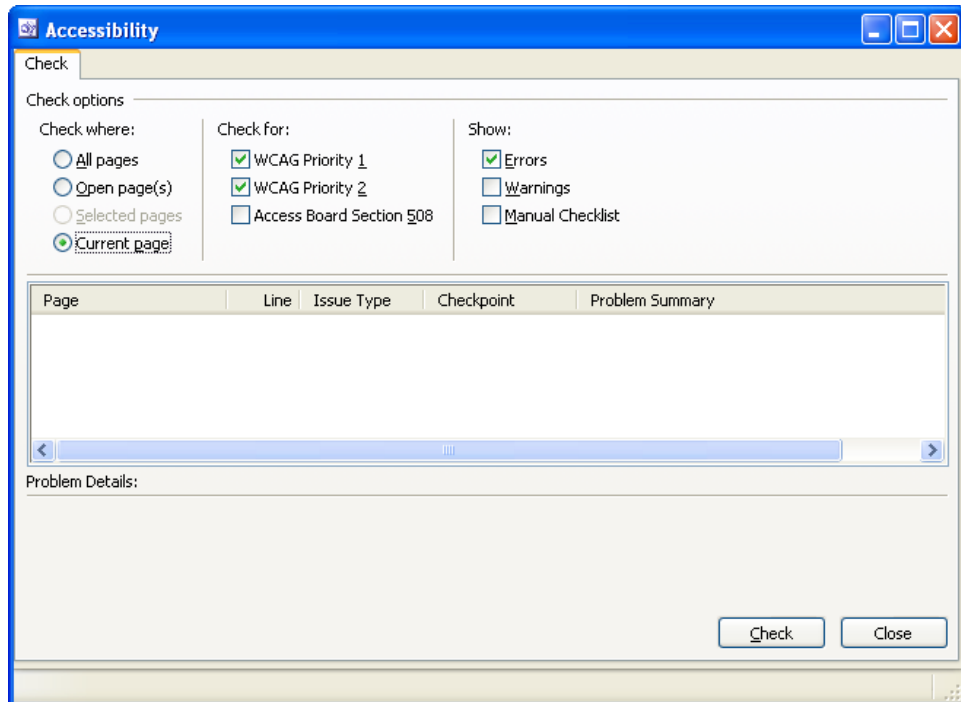 Accessibility
Check
Check options
Check where:
All pages
Open page(s)
Selected pages
Current page
Check for:
WCAG Priority 1
WCAG Priority 2
Access Board Section 508
Show:
Errors
Warnings
Manual Checklist
Page Line Issue Type Checkpoint Problem Summary
Problem Details:
Check Close